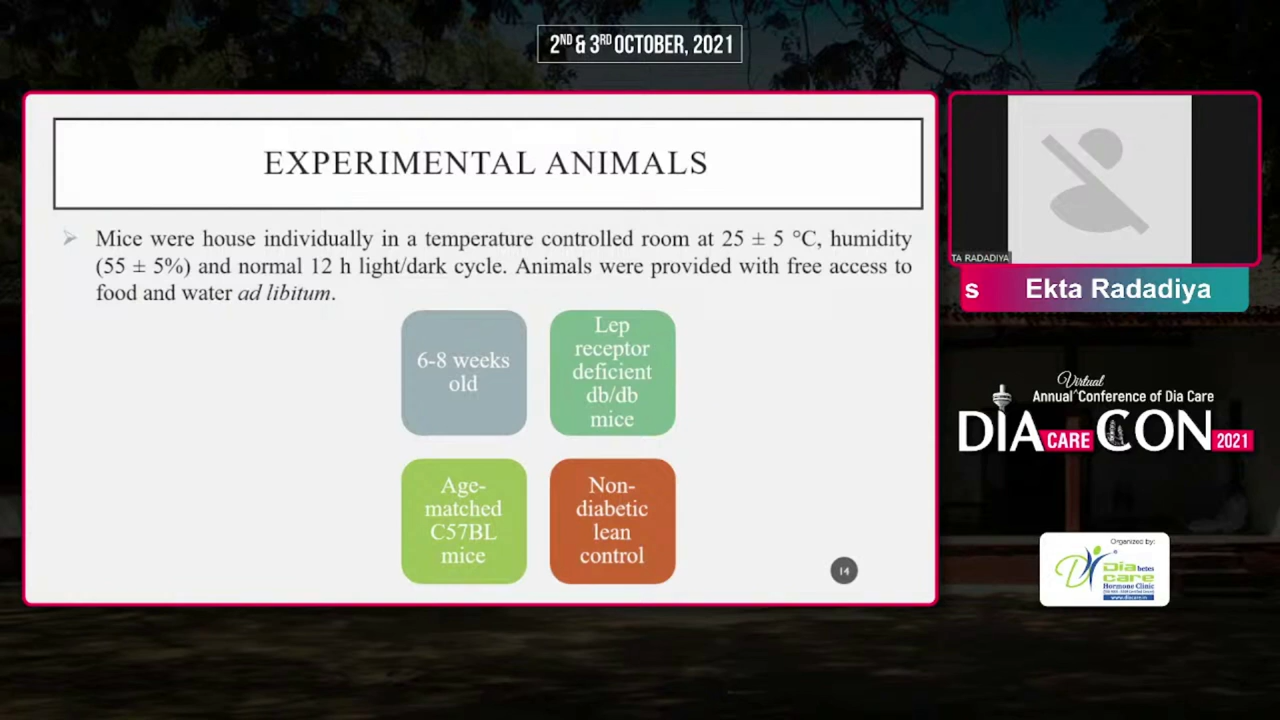 2ND & 3RD OCTOBER, 2021
EXPERIMENTAL ANIMALS
Mice were house individually in a temperature controlled room at 25 ± 5 °C, humidity
(55 ± 5%) and normal 12 h light/dark cycle. Animals were provided with free access to
food and water ad libitum.
6-8 weeks
old
Lep
receptor
deficient
db/db
mice
Age-
matched
C57BL
mice
Non-
diabetic
lean
control
14
TA RADADIYA
s Ekta Radadiya
Virtual
Annual^Conference of Dia Care
DIA CARE CON 2021
Organized by:
Diabetes
care
Hormone Clinic
www.diacare.in